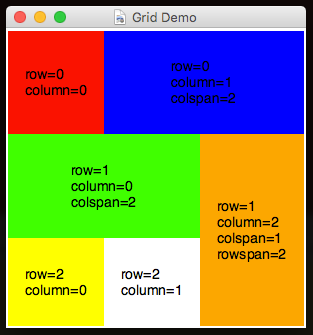 Grid Demo
row=0
column=0
row=0
column=1
colspan=2
row=1
column=0
colspan=2
row=1
column=2
colspan=1
rowspan=2
row=2
column=0
row=2
column=1